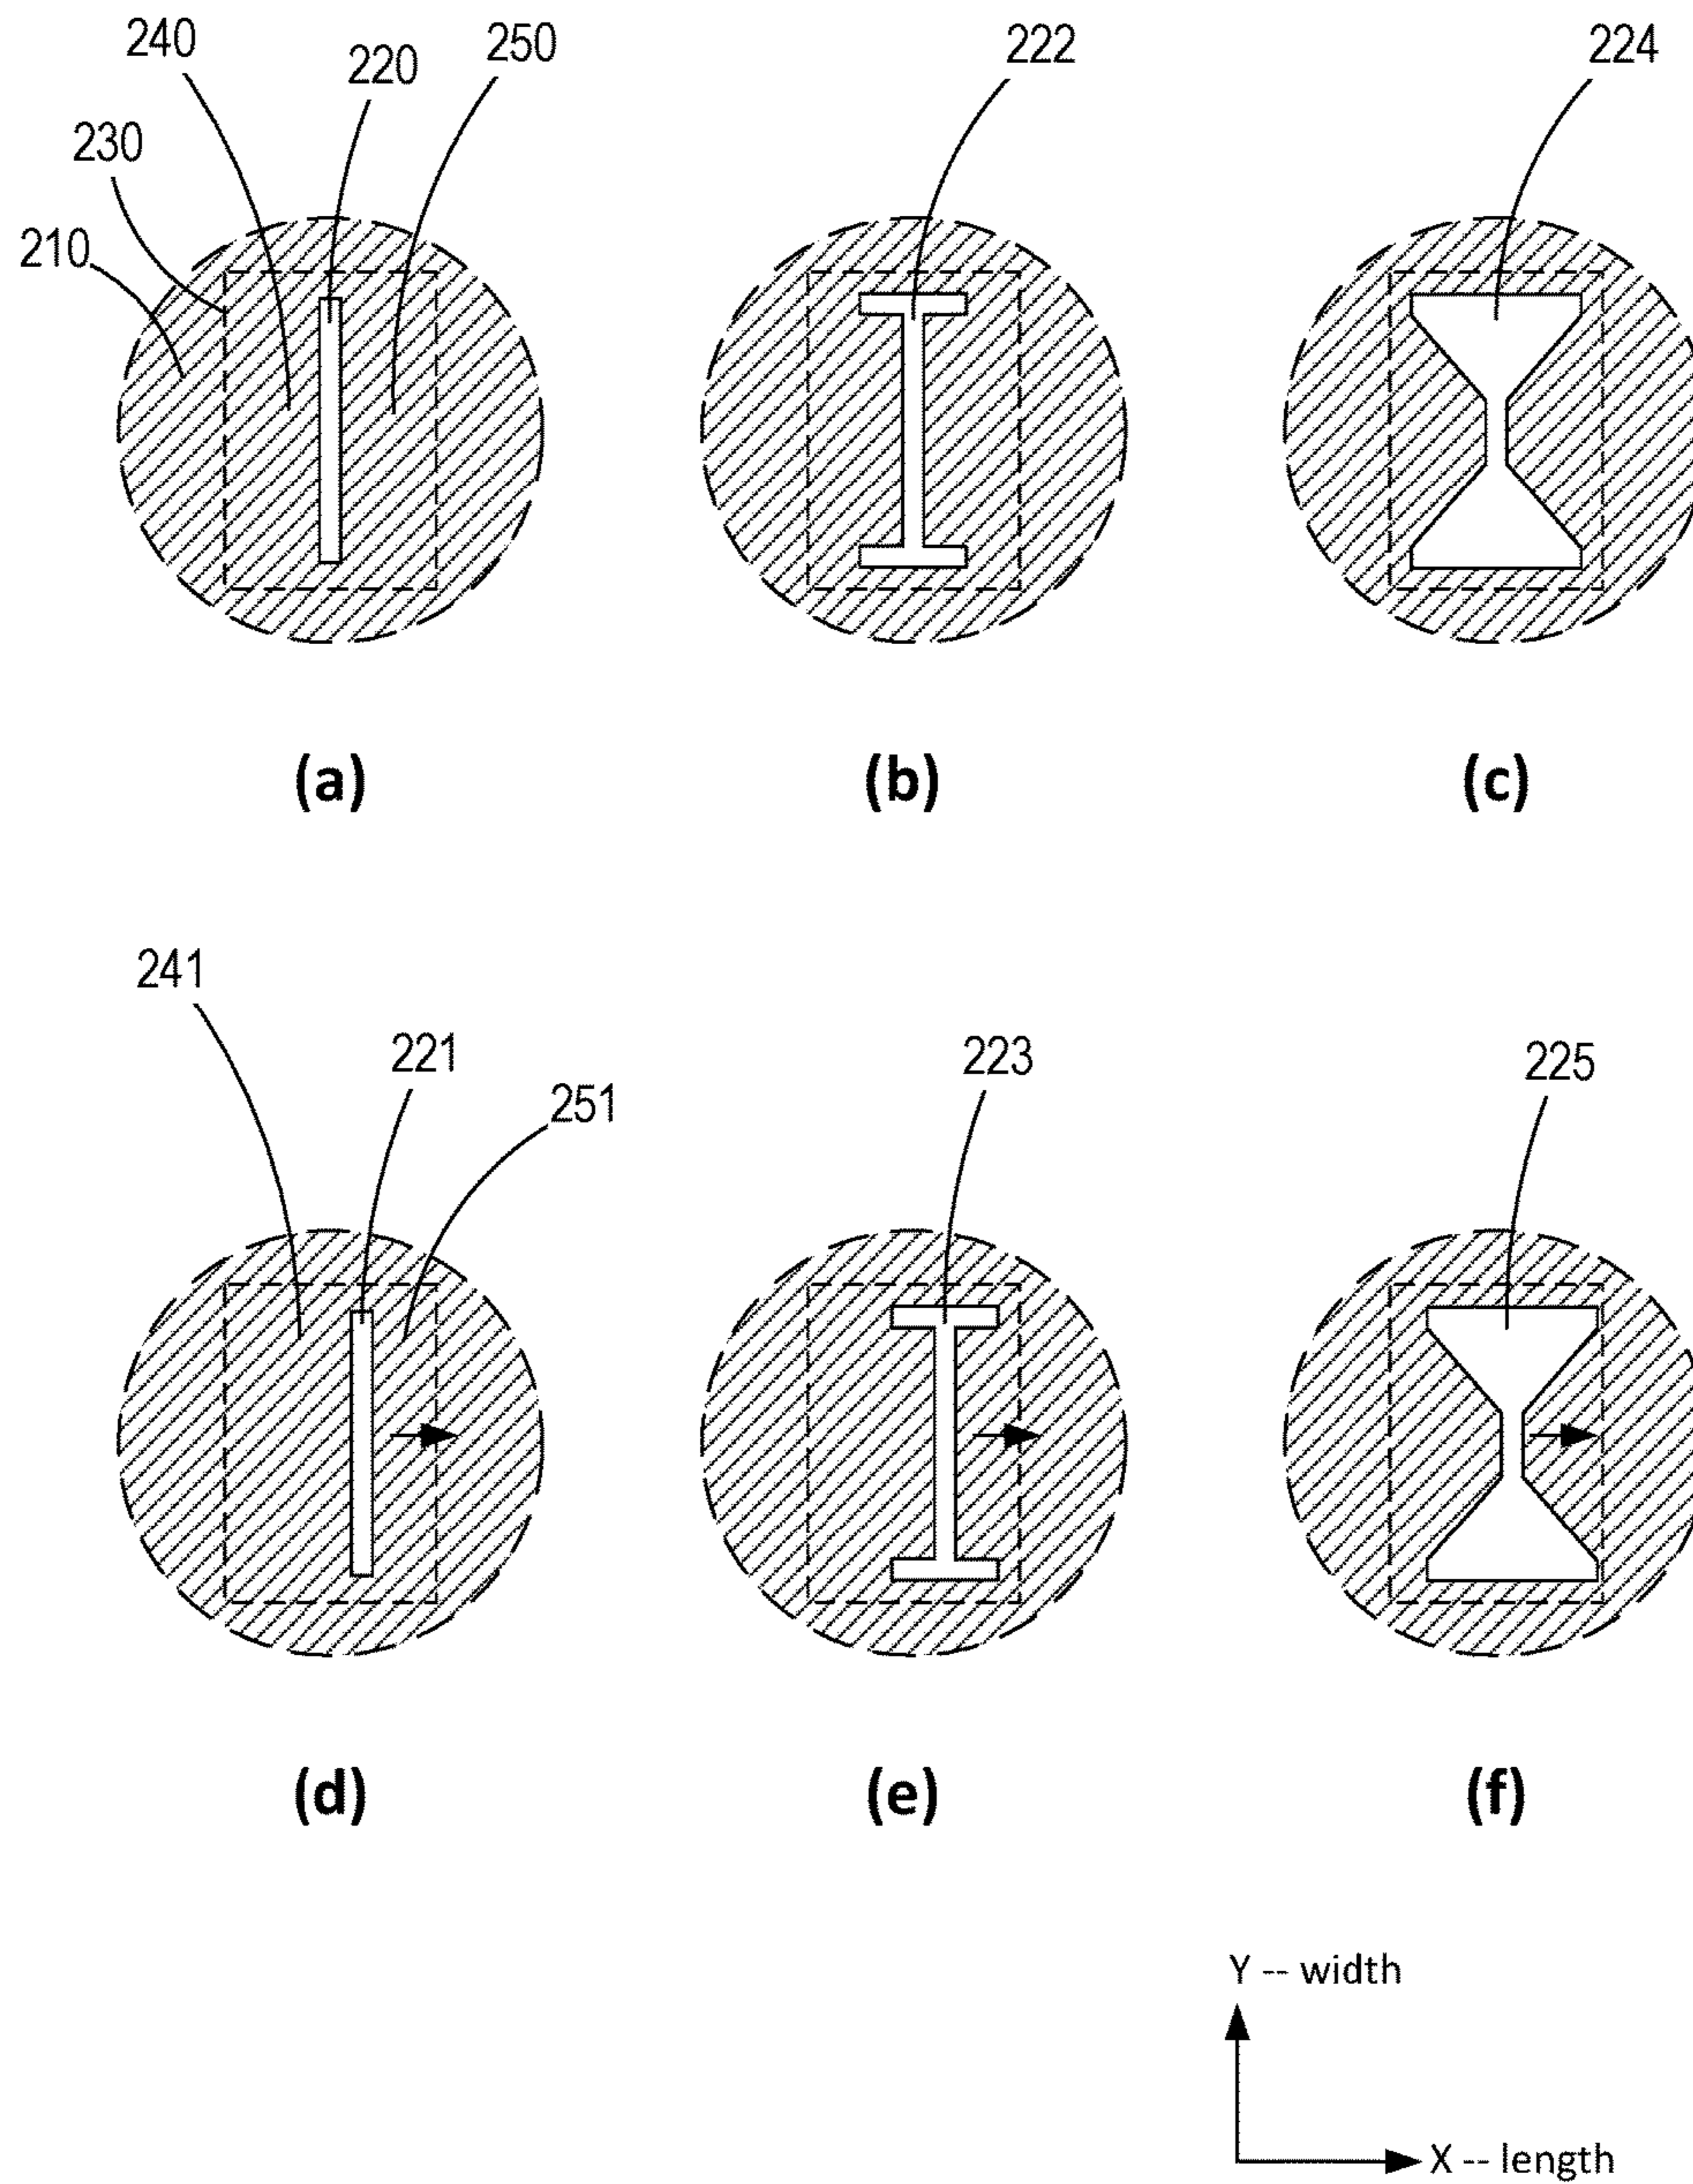 240 220 250 222 224
230
210
(a) (b) (c)
241 221 251 223 225
(d) (e) (f)
Y -- width
X -- length